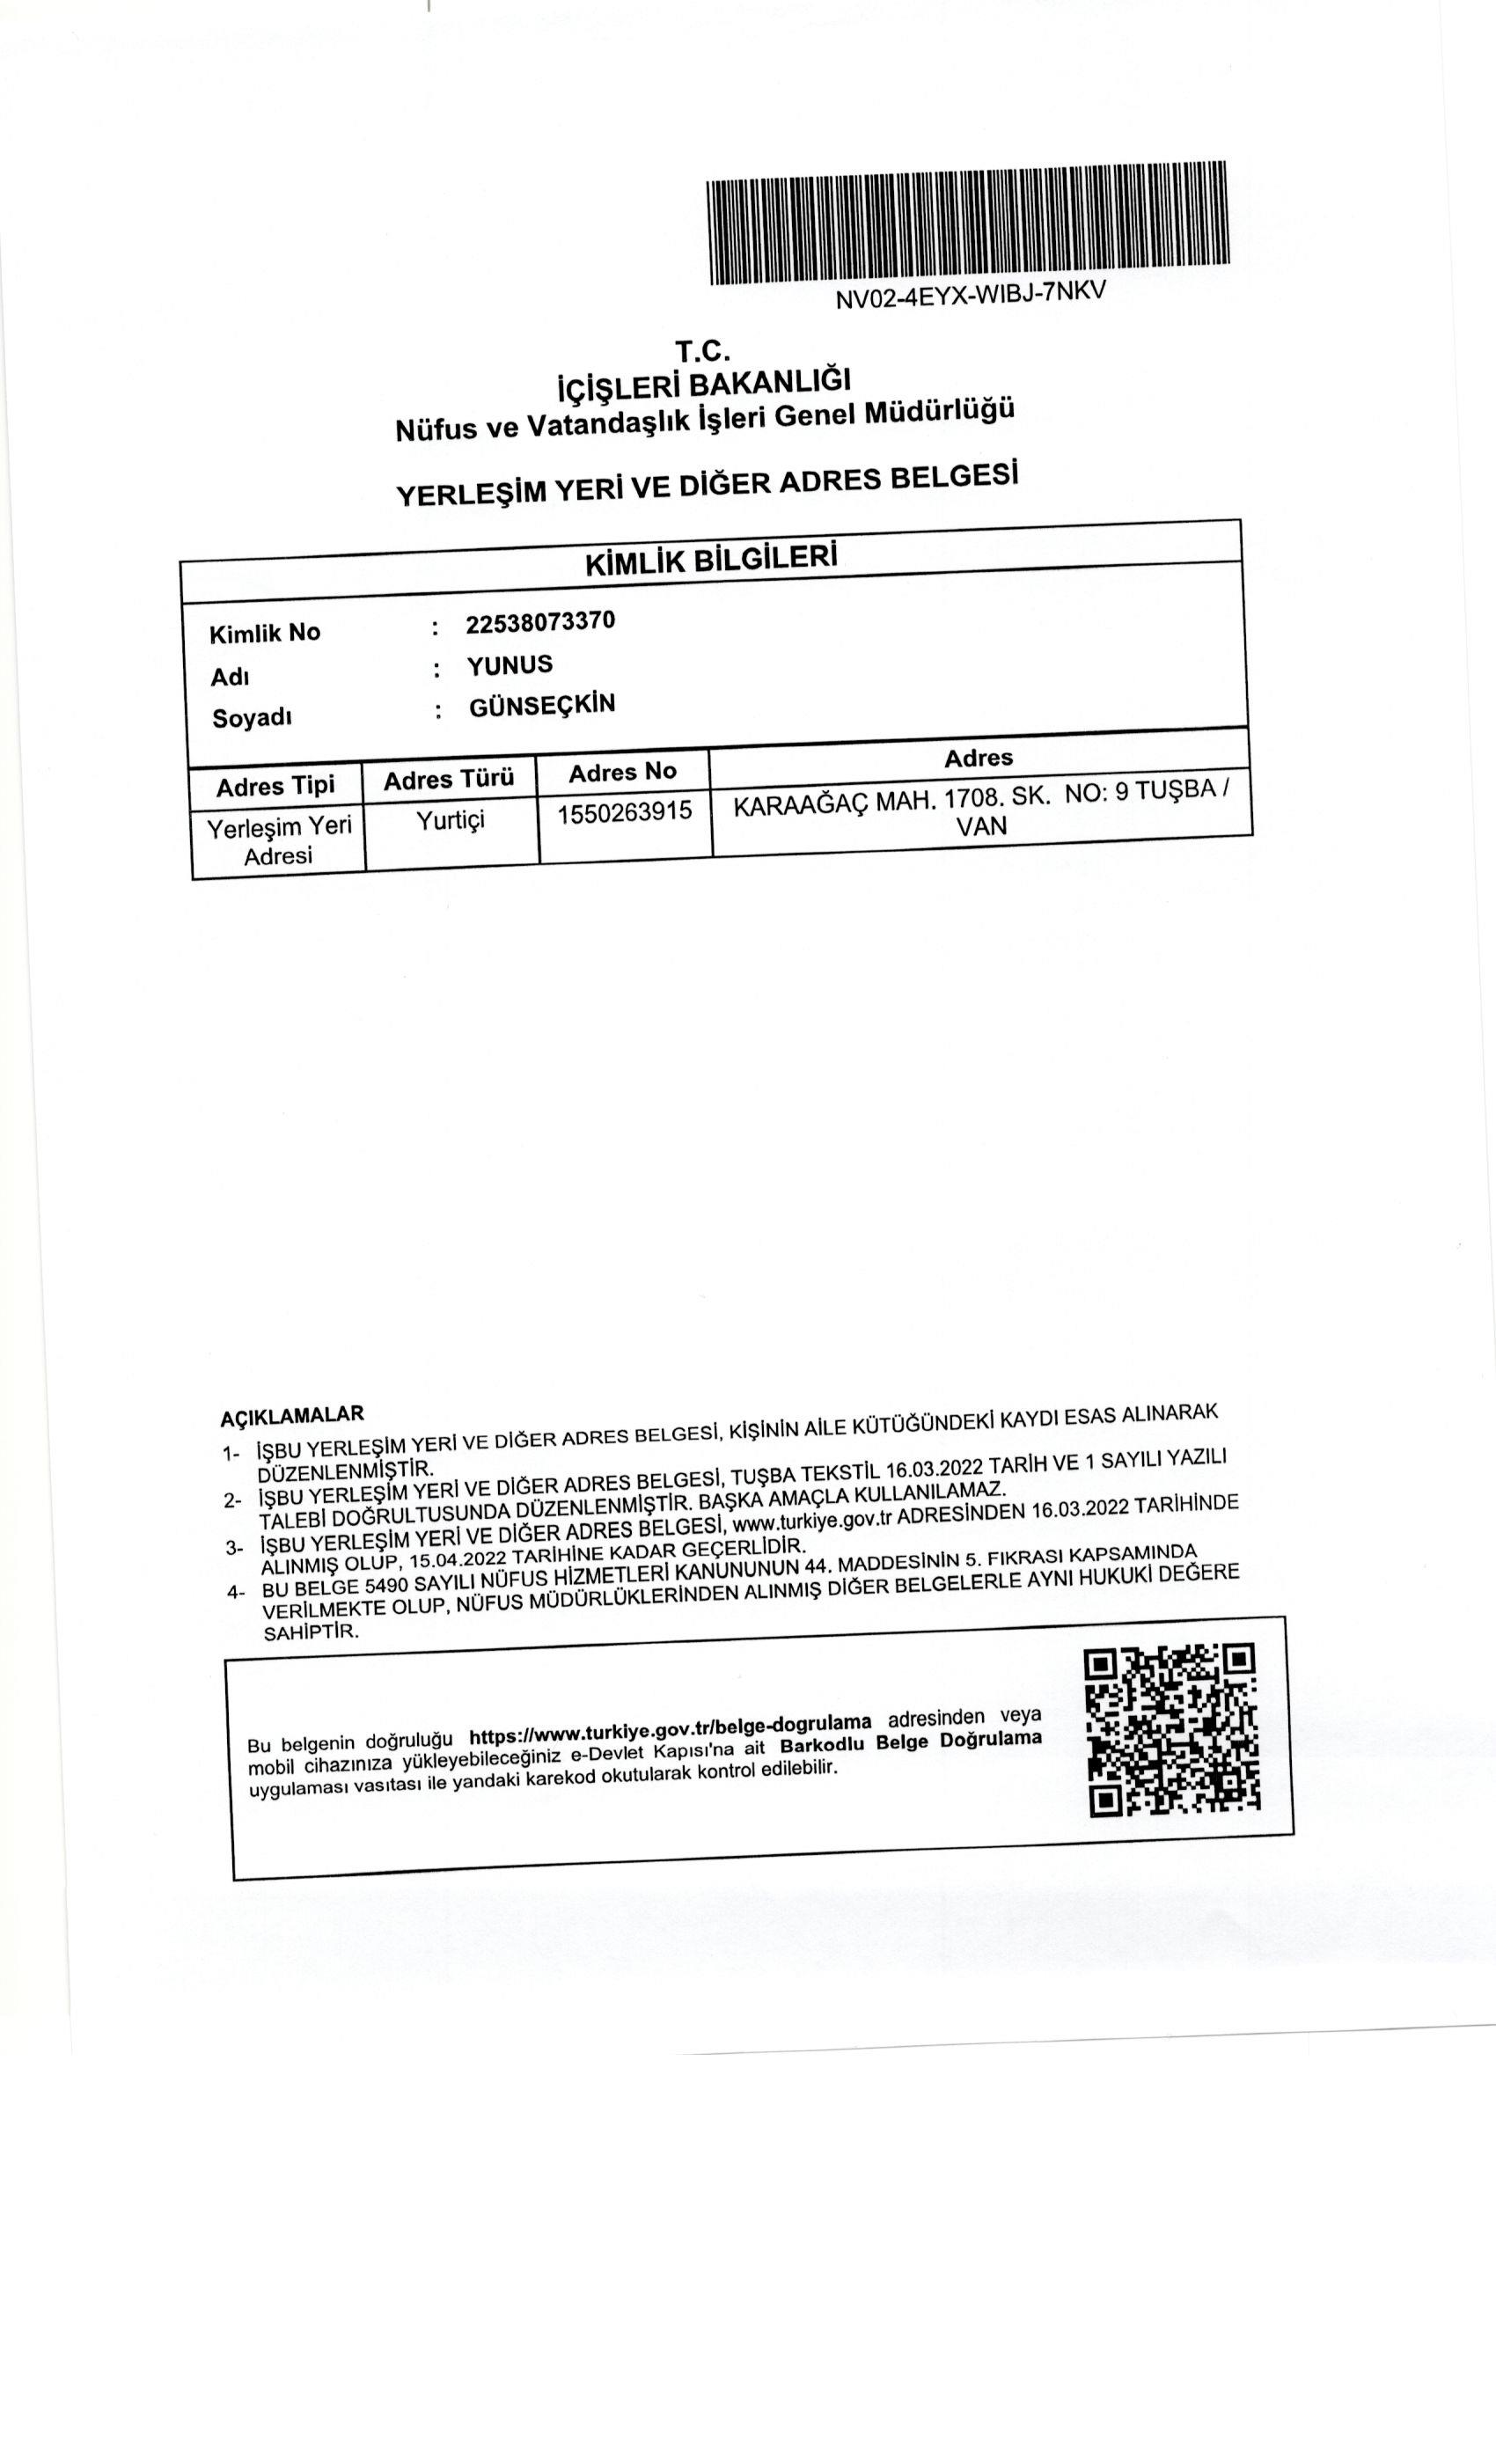 NV02-4EYX-WIBJ-7NKV
T.C.
İÇİŞLERİ BAKANLIĞI
Nüfus ve Vatandaşlık İşleri Genel Müdürlüğü
YERLEŞİM YERİ VE DİĞER ADRES BELGESİ
KİMLİK BİLGİLERİ
Kimlik No : 22538073370
Adı : YUNUS
Soyadı : GÜNSEÇKİN
Adres Tipi Adres Türü Adres No Adres
Yerleşim Yeri Yurtiçi 1550263915 KARAAĞAÇ MAH. 1708. SK. NO: 9 TUŞBA /
Adresi VAN
AÇIKLAMALAR
1- İŞBU YERLEŞİM YERİ VE DİĞER ADRES BELGESİ, KİŞİNİN AİLE KÜTÜĞÜNDEKİ KAYDI ESAS ALINARAK
DÜZENLENMİŞTİR.
2- İŞBU YERLEŞİM YERİ VE DİĞER ADRES BELGESİ, TUŞBA TEKSTİL 16.03.2022 TARİH VE 1 SAYILI YAZILI
TALEBİ DOĞRULTUSUNDA DÜZENLENMİŞTİR. BAŞKA AMAÇLA KULLANILAMAZ.
3- İŞBU YERLEŞİM YERİ VE DİĞER ADRES BELGESİ, www.turkiye.gov.tr ADRESİNDEN 16.03.2022 TARİHİNDE
ALINMIŞ OLUP, 15.04.2022 TARİHİNE KADAR GEÇERLİDİR.
4- BU BELGE 5490 SAYILI NÜFUS HİZMETLERİ KANUNUNUN 44. MADDESİNİN 5. FIKRASI KAPSAMINDA
VERİLMEKTE OLUP, NÜFUS MÜDÜRLÜKLERİNDEN ALINMIŞ DİĞER BELGELERLE AYNI HUKUKİ DEĞERE
SAHİPTİR.
Bu belgenin doğruluğu https://www.turkiye.gov.tr/belge-dogrulama adresinden veya
mobil cihazınıza yükleyebileceğiniz e-Devlet Kapısı'na ait Barkodlu Belge Doğrulama
uygulaması vasıtası ile yandaki karekod okutularak kontrol edilebilir.